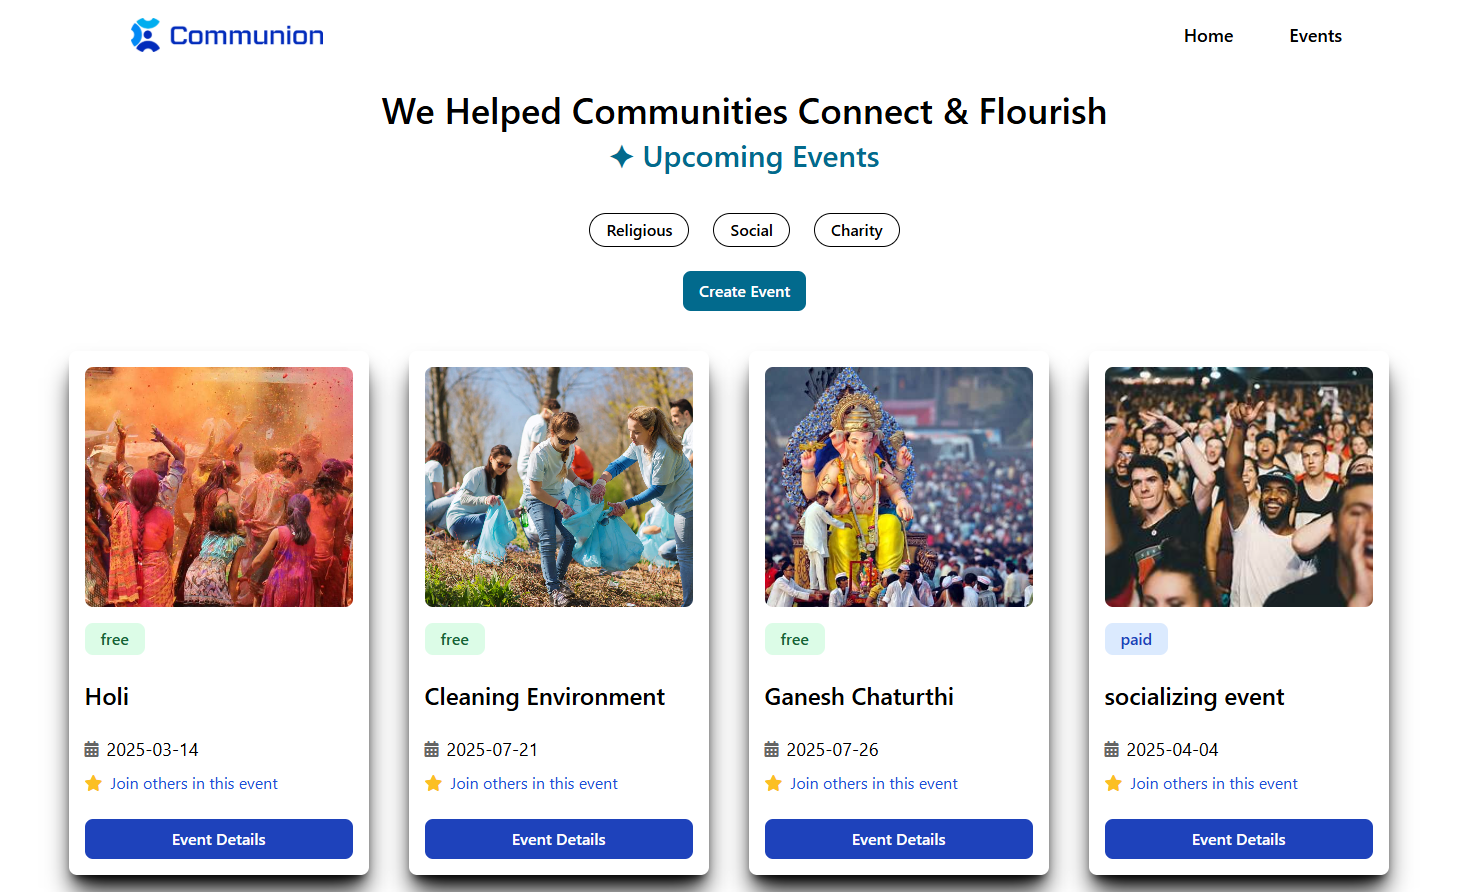 Communion
Home
Events
We Helped Communities Connect & Flourish
✦ Upcoming Events
Religious
Social
Charity
Create Event
free
Holi
2025-03-14
Join others in this event
Event Details
free
Cleaning Environment
2025-07-21
Join others in this event
Event Details
free
Ganesh Chaturthi
2025-07-26
Join others in this event
Event Details
paid
socializing event
2025-04-04
Join others in this event
Event Details